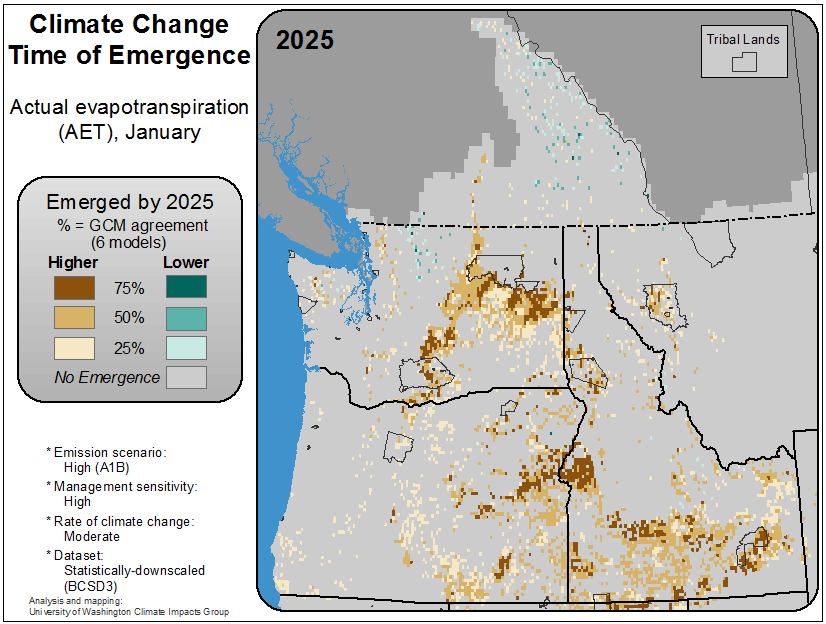 Climate Change
Time of Emergence
Actual evapotranspiration
(AET), January
Emerged by 2025
% = GCM agreement
(6 models)
Higher Lower
75%
50%
25%
No Emergence
* Emission scenario:
High (A1B)
* Management sensitivity:
High
* Rate of climate change:
Moderate
* Dataset:
Statistically-downscaled
(BCSD3)
Analysis and mapping:
University of Washington Climate Impacts Group
2025
Tribal Lands